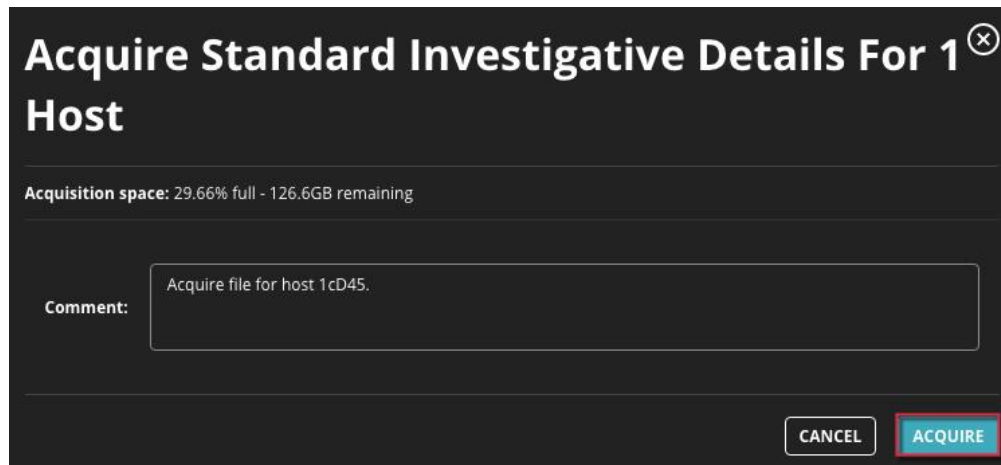 Acquire Standard Investigative Details For 1
Host
Acquisition space: 29.66% full - 126.6GB remaining
Acquire file for host 1cD45.
Comment:
CANCEL ACQUIRE